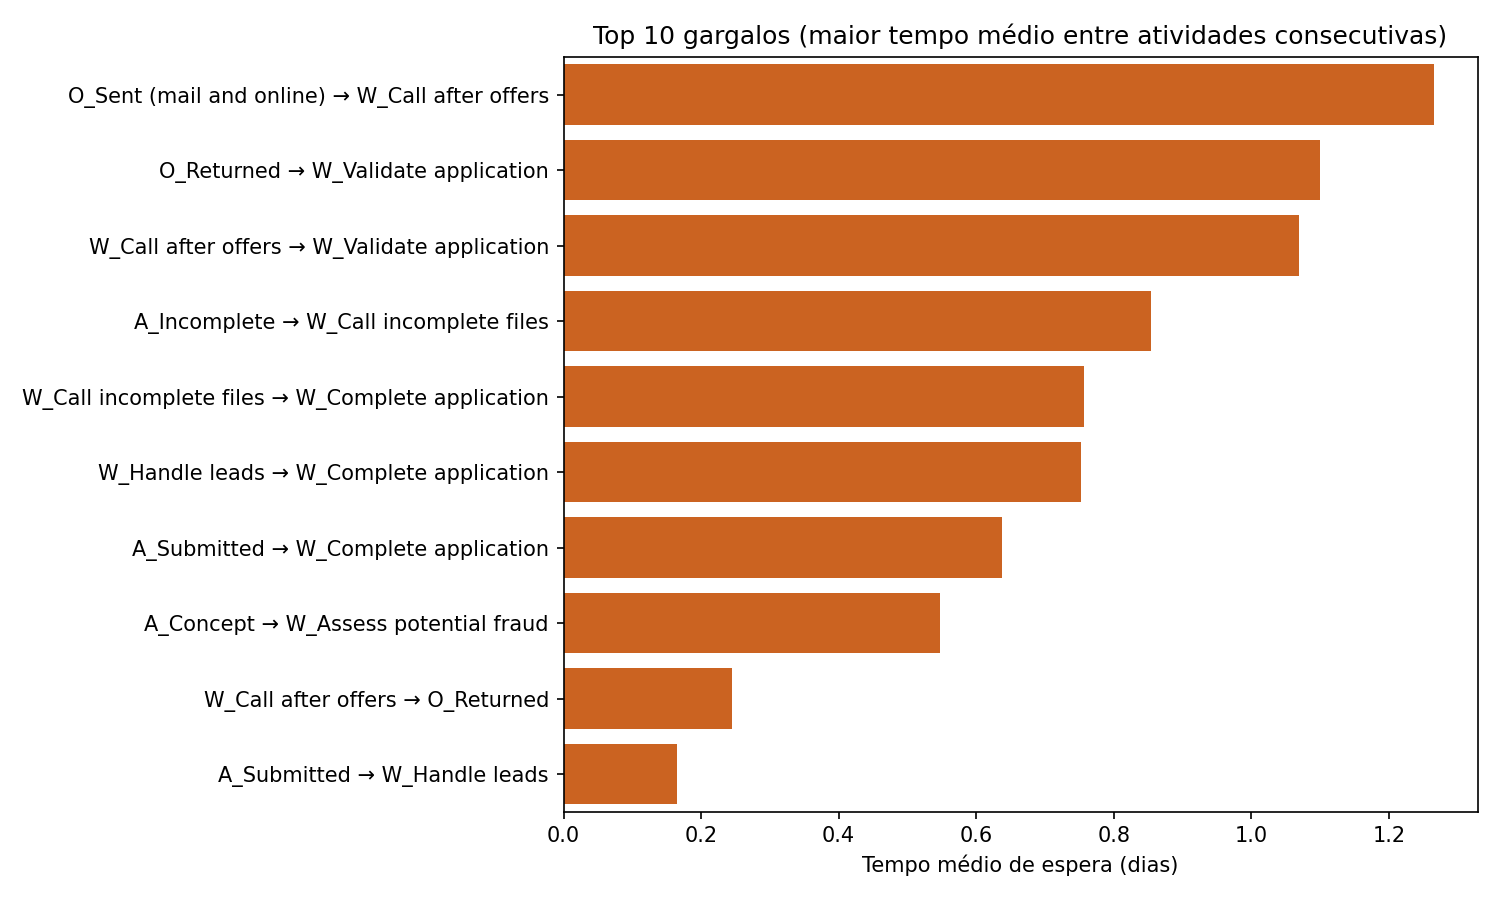 Top 10 gargalos (maior tempo médio entre atividades consecutivas)
O_Sent (mail and online) → W_Call after offers
O_Returned → W_Validate application
W_Call after offers → W_Validate application
A_Incomplete → W_Call incomplete files
W_Call incomplete files → W_Complete application
W_Handle leads → W_Complete application
A_Submitted → W_Complete application
A_Concept → W_Assess potential fraud
W_Call after offers → O_Returned
A_Submitted → W_Handle leads
0.0 0.2 0.4 0.6 0.8 1.0 1.2
Tempo médio de espera (dias)